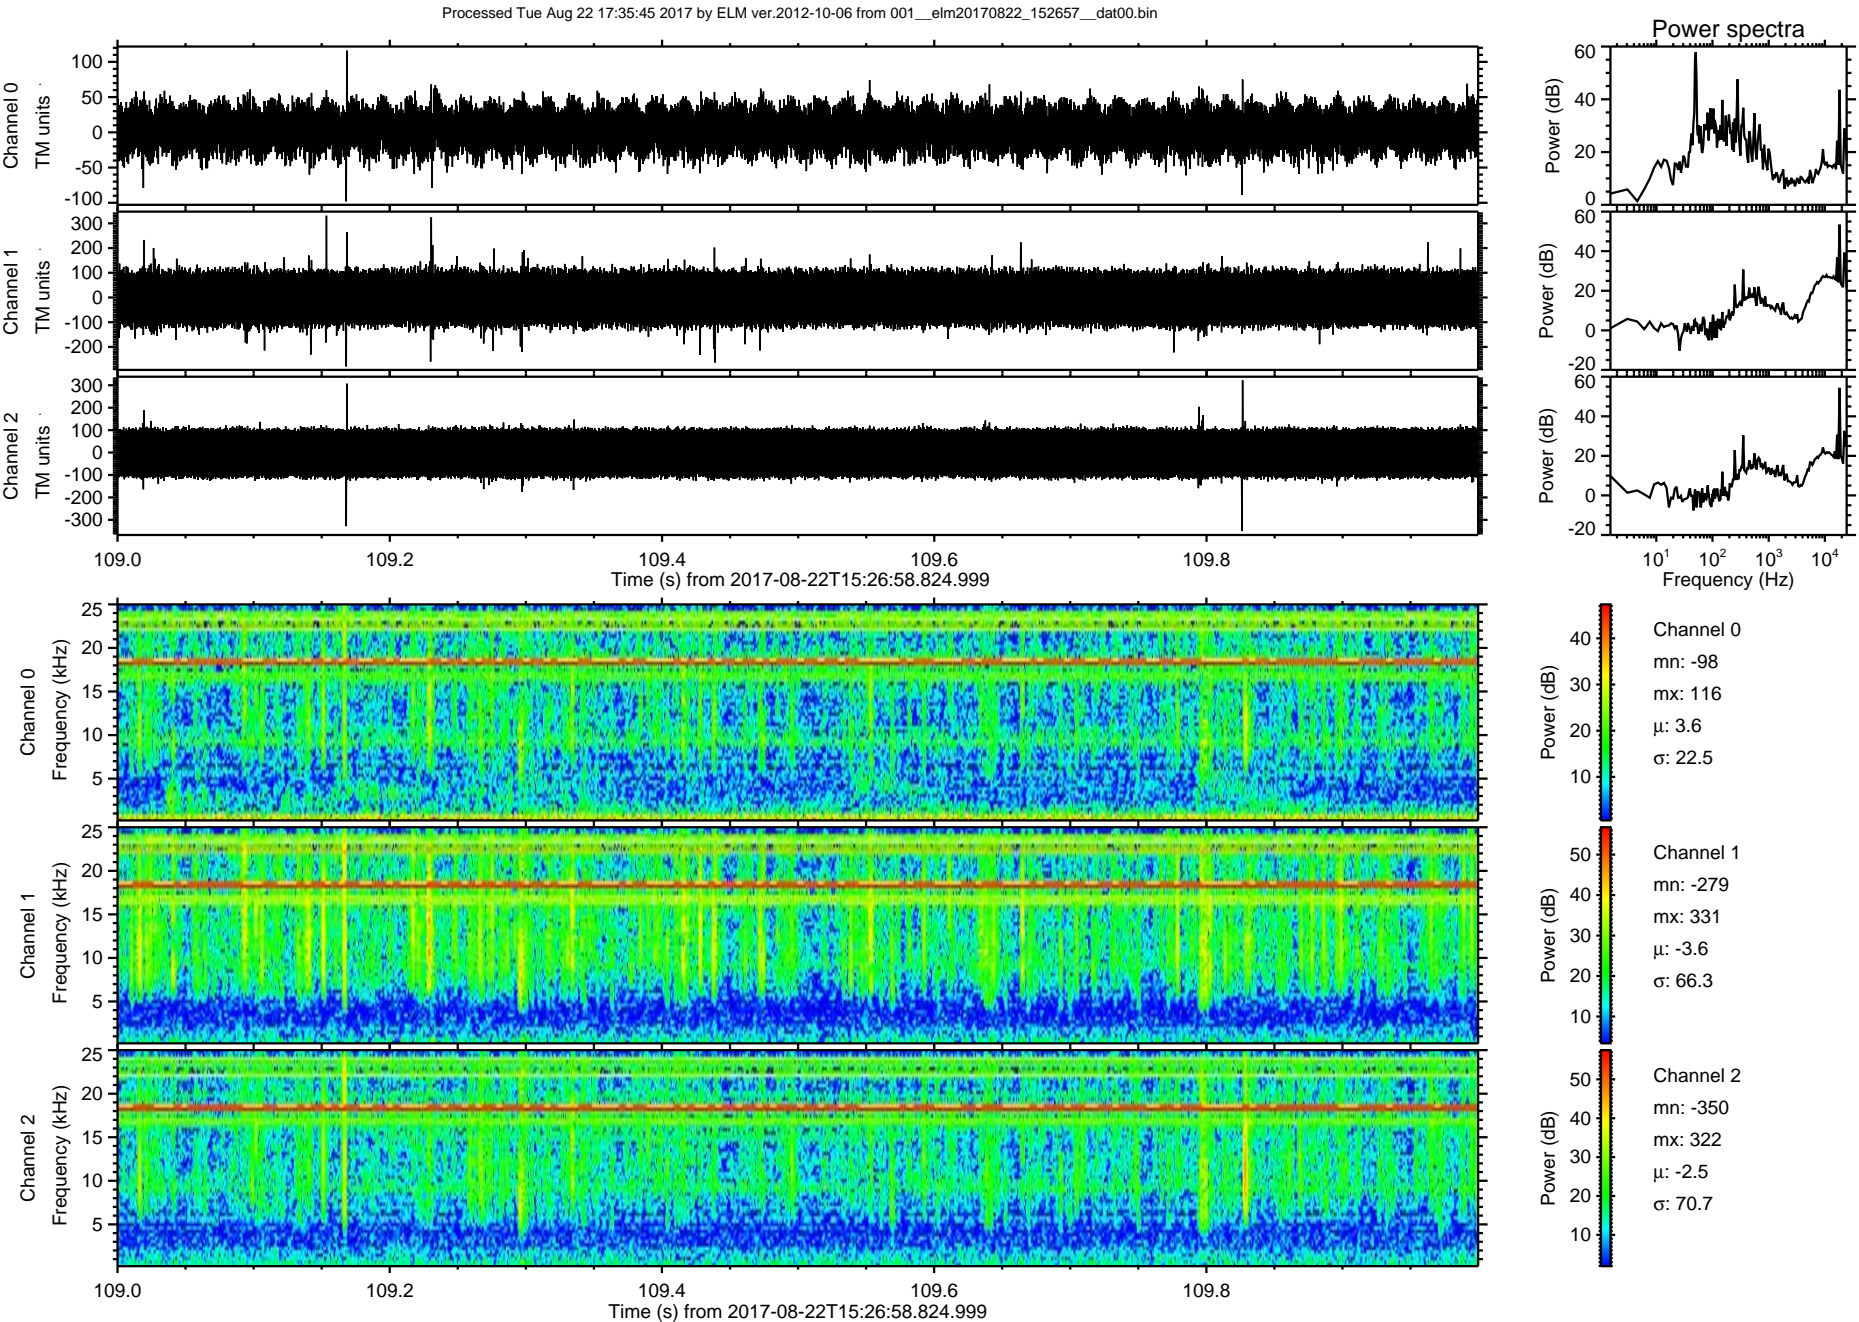 Processed Tue Aug 22 17:35:45 2017 by ELM ver.2012-10-06 from 001__elm20170822_152657__dat00.bin
Power spectra
Channel 0
TM units
100
50
0
-50
-100
Power (dB)
60
40
20
0
Channel 1
TM units
300
200
100
0
-100
-200
Power (dB)
60
40
20
0
-20
Channel 2
TM units
300
200
100
0
-100
-200
-300
Power (dB)
60
40
20
0
-20
109.0 109.2 109.4 109.6 109.8
Time (s) from 2017-08-22T15:26:58.824.999
10¹ 10² 10³ 10⁴
Frequency (Hz)
Channel 0
Frequency (kHz)
25
20
15
10
5
Power (dB)
40
30
20
10
Channel 0
mn: -98
mx: 116
μ: 3.6
σ: 22.5
Channel 1
Frequency (kHz)
25
20
15
10
5
Power (dB)
50
40
30
20
10
Channel 1
mn: -279
mx: 331
μ: -3.6
σ: 66.3
Channel 2
Frequency (kHz)
25
20
15
10
5
Power (dB)
50
40
30
20
10
Channel 2
mn: -350
mx: 322
μ: -2.5
σ: 70.7
109.0 109.2 109.4 109.6 109.8
Time (s) from 2017-08-22T15:26:58.824.999